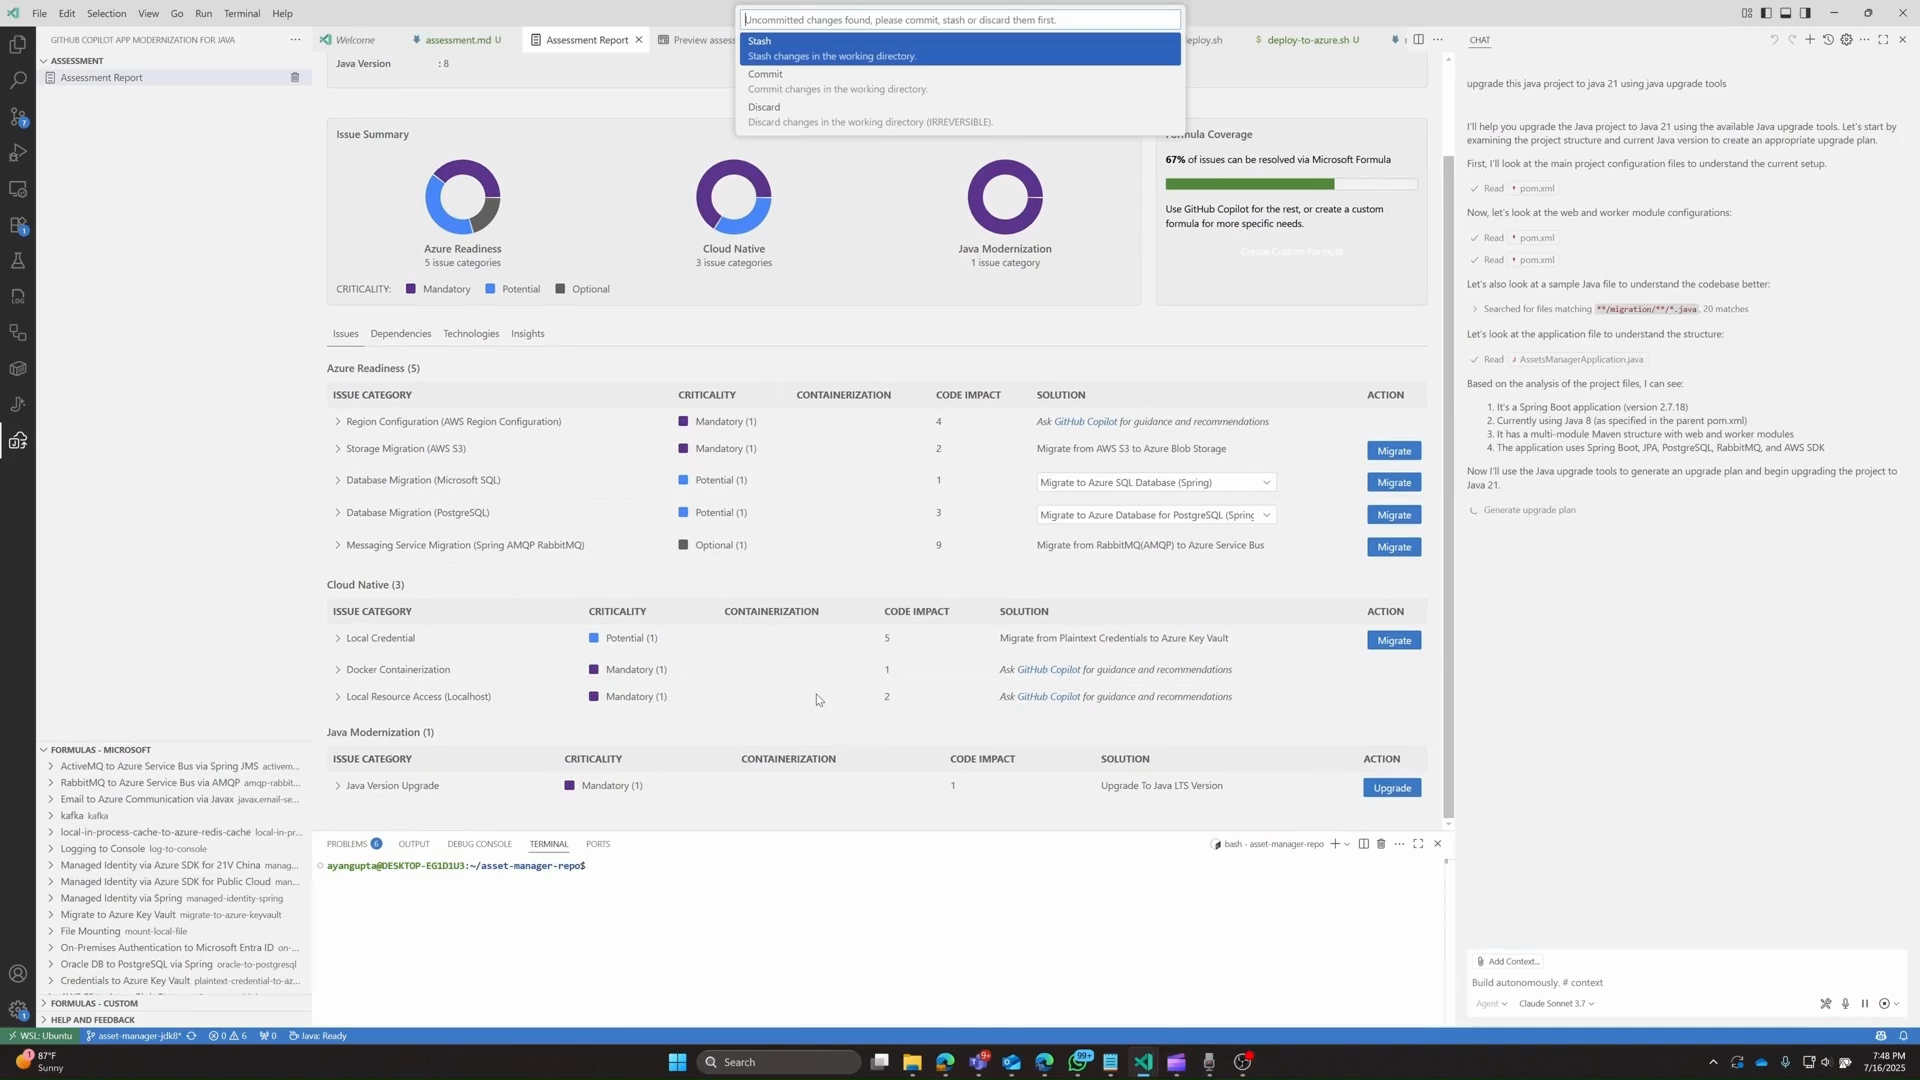 File Edit Selection View Go Run Terminal Help
Uncommitted changes found, please commit, stash or discard them first.
Stash
Stash changes in the working directory.
Commit
Commit changes in the working directory.
Discard
Discard changes in the working directory (IRREVERSIBLE).
GITHUB COPILOT APP MODERNIZATION FOR JAVA
ASSESSMENT
Assessment Report
Welcome
assessment.md U
Assessment Report
Preview asses
deploy.sh
deploy-to-azure.sh U
Java Version : 8
Issue Summary
Azure Readiness
5 issue categories
Cloud Native
3 issue categories
Java Modernization
1 issue category
CRITICALITY: Mandatory Potential Optional
Formula Coverage
67% of issues can be resolved via Microsoft Formula
Use GitHub Copilot for the rest, or create a custom
formula for more specific needs.
Create Custom Formula
Issues Dependencies Technologies Insights
Azure Readiness (5)
ISSUE CATEGORY CRITICALITY CONTAINERIZATION CODE IMPACT SOLUTION ACTION
Region Configuration (AWS Region Configuration) Mandatory (1) 4 Ask GitHub Copilot for guidance and recommendations
Storage Migration (AWS S3) Mandatory (1) 2 Migrate from AWS S3 to Azure Blob Storage Migrate
Database Migration (Microsoft SQL) Potential (1) 1 Migrate to Azure SQL Database (Spring) Migrate
Database Migration (PostgreSQL) Potential (1) 3 Migrate to Azure Database for PostgreSQL (Spring Migrate
Messaging Service Migration (Spring AMQP RabbitMQ) Optional (1) 9 Migrate from RabbitMQ(AMQP) to Azure Service Bus Migrate
Cloud Native (3)
ISSUE CATEGORY CRITICALITY CONTAINERIZATION CODE IMPACT SOLUTION ACTION
Local Credential Potential (1) 5 Migrate from Plaintext Credentials to Azure Key Vault Migrate
Docker Containerization Mandatory (1) 1 Ask GitHub Copilot for guidance and recommendations
Local Resource Access (Localhost) Mandatory (1) 2 Ask GitHub Copilot for guidance and recommendations
Java Modernization (1)
ISSUE CATEGORY CRITICALITY CONTAINERIZATION CODE IMPACT SOLUTION ACTION
Java Version Upgrade Mandatory (1) 1 Upgrade To Java LTS Version Upgrade
FORMULAS - MICROSOFT
ActiveMQ to Azure Service Bus via Spring JMS activem...
RabbitMQ to Azure Service Bus via AMQP amqp-rabbit...
Email to Azure Communication via Javax javax.email-se...
kafka kafka
local-in-process-cache-to-azure-redis-cache local-in-pr...
Logging to Console log-to-console
Managed Identity via Azure SDK for 21V China manag...
Managed Identity via Azure SDK for Public Cloud man...
Managed Identity via Spring managed-identity-spring
Migrate to Azure Key Vault migrate-to-azure-keyvault
File Mounting mount-local-file
On-Premises Authentication to Microsoft Entra ID on-...
Oracle DB to PostgreSQL via Spring oracle-to-postgresql
Credentials to Azure Key Vault plaintext-credential-to-az...
FORMULAS - CUSTOM
HELP AND FEEDBACK
PROBLEMS 6 OUTPUT DEBUG CONSOLE TERMINAL PORTS
bash - asset-manager-repo
ayangupta@DESKTOP-EG1D1U3:~/asset-manager-repo$
CHAT
upgrade this java project to java 21 using java upgrade tools
I'll help you upgrade the Java project to Java 21 using the available Java upgrade tools. Let's start by
examining the project structure and current Java version to create an appropriate upgrade plan.
First, I'll look at the main project configuration files to understand the current setup.
Read pom.xml
Now, let's look at the web and worker module configurations:
Read pom.xml
Read pom.xml
Let's also look at a sample Java file to understand the codebase better:
Searched for files matching **/migration/**/*.java, 20 matches
Let's look at the application file to understand the structure:
Read J AssetsManagerApplication.java
Based on the analysis of the project files, I can see:
1. It's a Spring Boot application (version 2.7.18)
2. Currently using Java 8 (as specified in the parent pom.xml)
3. It has a multi-module Maven structure with web and worker modules
4. The application uses Spring Boot, JPA, PostgreSQL, RabbitMQ, and AWS SDK
Now I'll use the Java upgrade tools to generate an upgrade plan and begin upgrading the project to
Java 21.
Generate upgrade plan
Add Context...
Build autonomously. # context
Agent Claude Sonnet 3.7
WSL: Ubuntu asset-manager-jdk8* 0 6 0 Java: Ready
87°F
Sunny
Search
9+
99+
7:48 PM
7/16/2025